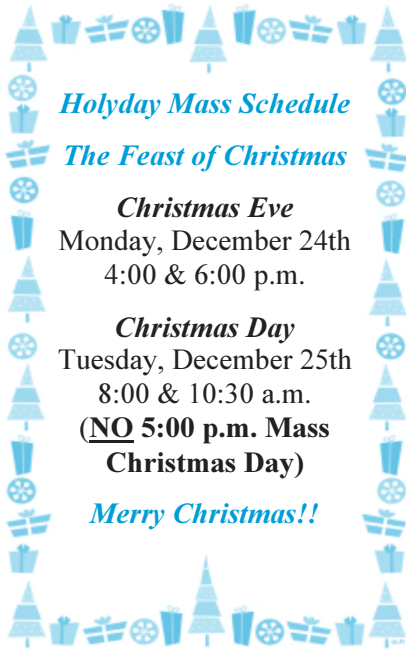 Holyday Mass Schedule
The Feast of Christmas
Christmas Eve
Monday, December 24th
4:00 & 6:00 p.m.
Christmas Day
Tuesday, December 25th
8:00 & 10:30 a.m.
(NO 5:00 p.m. Mass
Christmas Day)
Merry Christmas!!